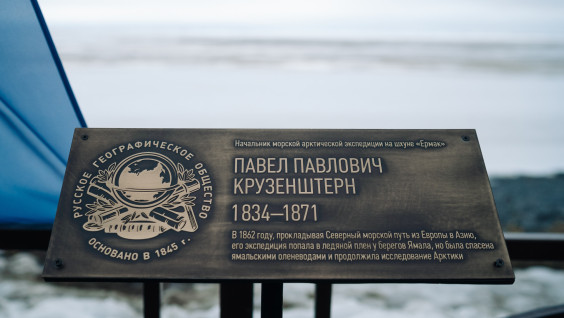 Начальник морской арктической экспедиции на шхуне «Ермак»
ПАВЕЛ ПАВЛОВИЧ
КРУЗЕНШТЕРН
1834–1871
В 1862 году, прокладывая Северный морской путь из Европы в Азию,
его экспедиция попала в ледяной плен у берегов Ямала, но была спасена
ямальскими оленеводами и продолжила исследование Арктики
РУССКОЕ ГЕОГРАФИЧЕСКОЕ ОБЩЕСТВО
ОСНОВАНО В 1845 г.